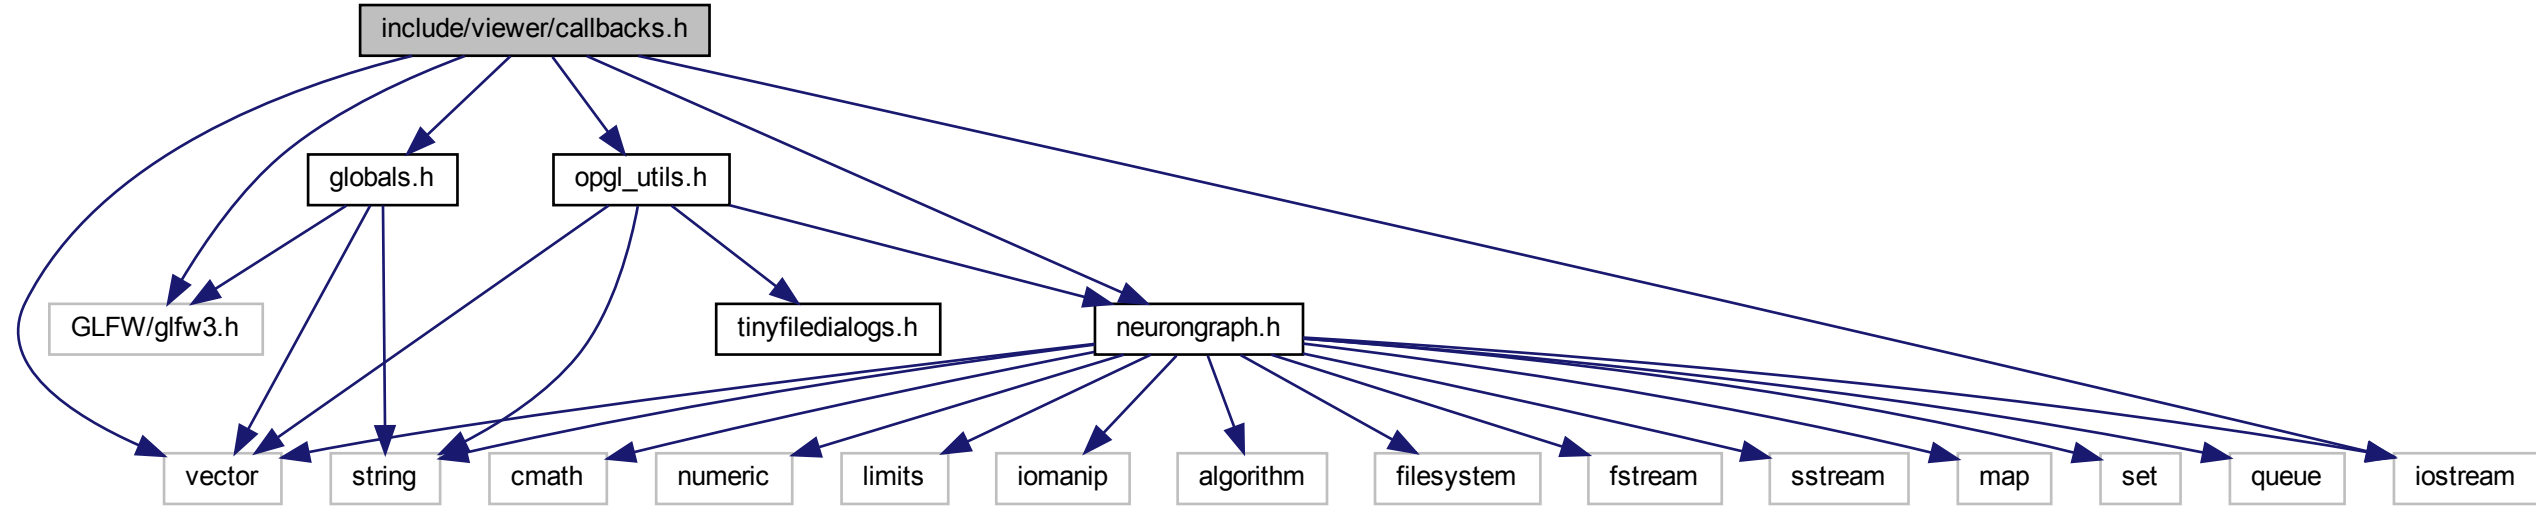 include/viewer/callbacks.h
globals.h
opgl_utils.h
GLFW/glfw3.h
tinyfiledialogs.h
neurongraph.h
vector
string
cmath
numeric
limits
iomanip
algorithm
filesystem
fstream
sstream
map
set
queue
iostream